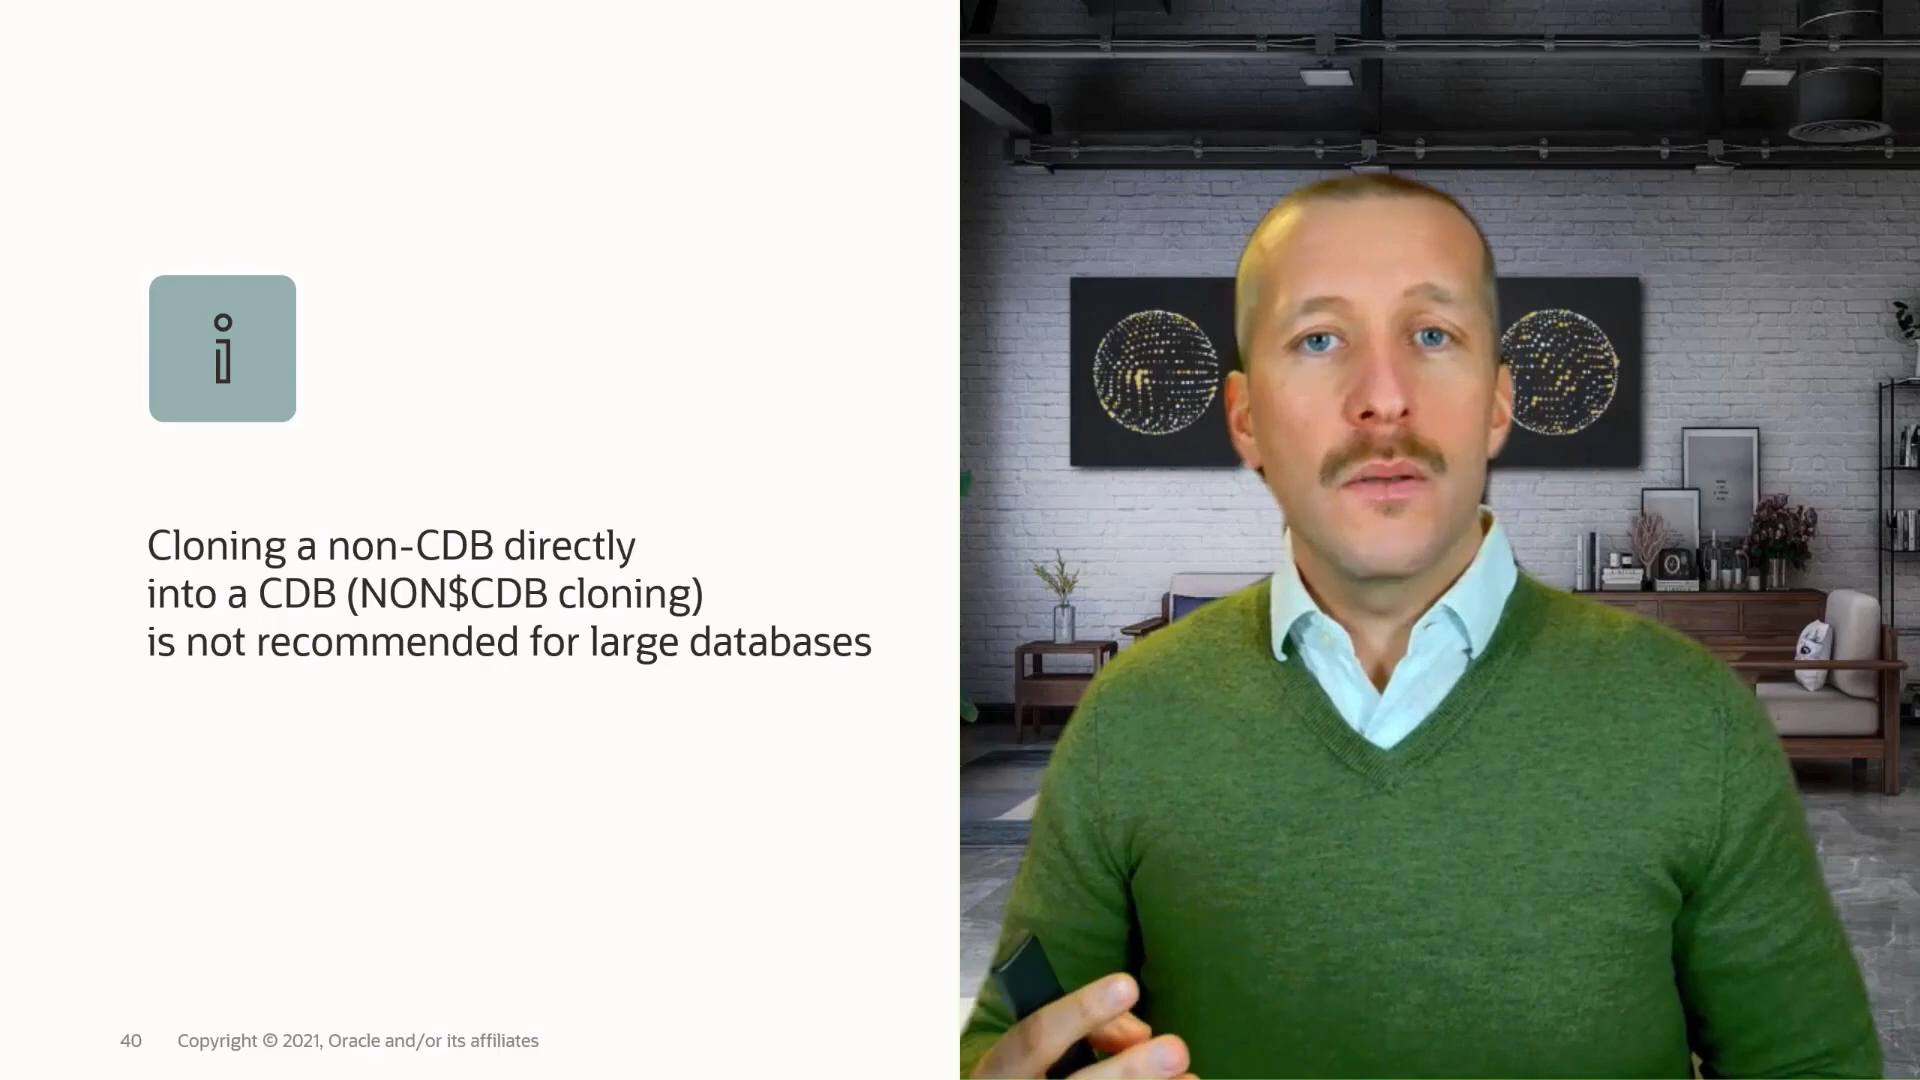 Cloning a non-CDB directly
into a CDB (NON$CDB cloning)
is not recommended for large databases
40 Copyright © 2021, Oracle and/or its affiliates